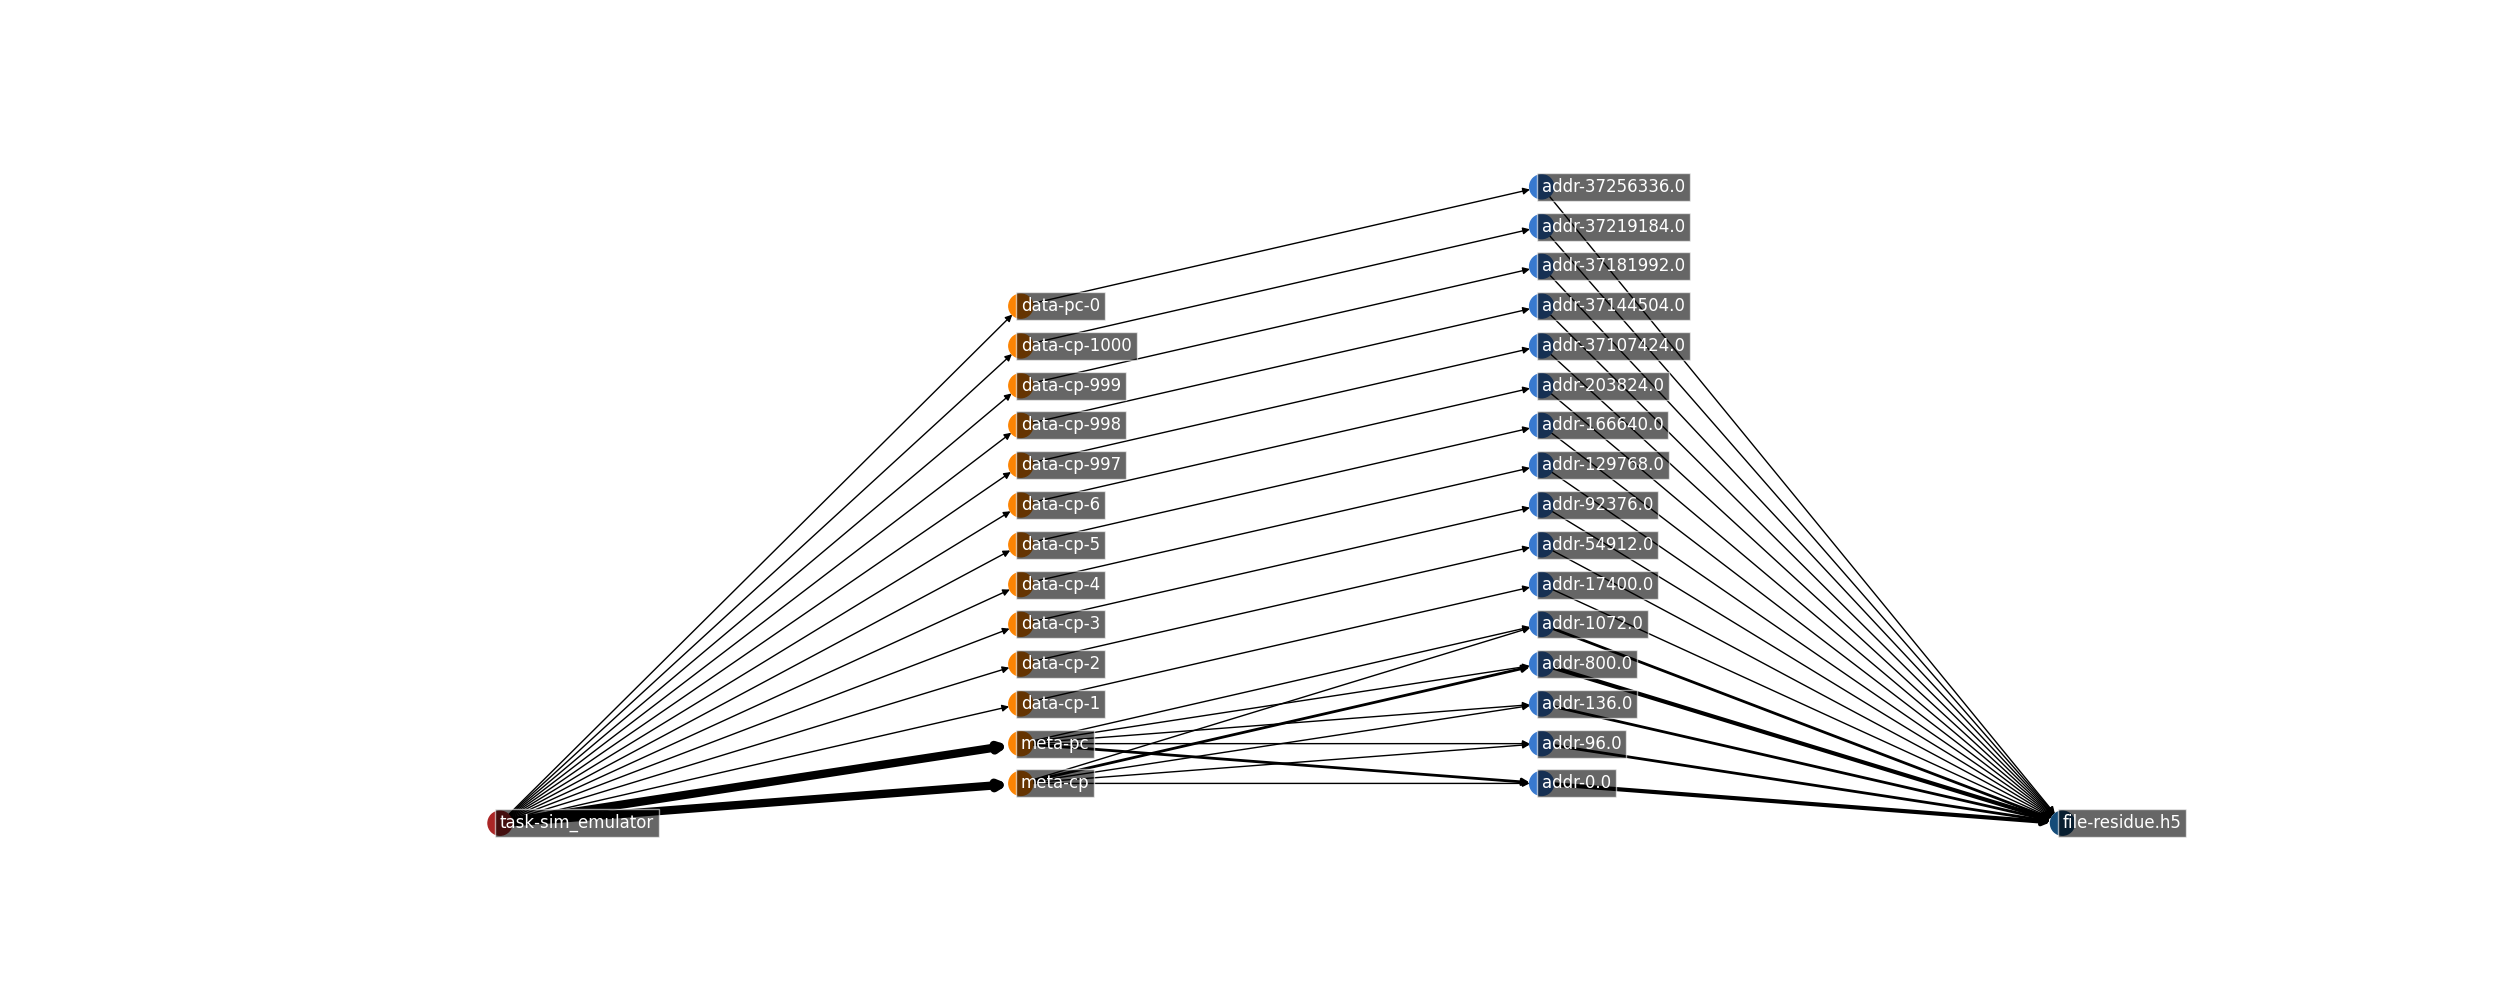 task-sim_emulator
data-pc-0
data-cp-1000
data-cp-999
data-cp-998
data-cp-997
data-cp-6
data-cp-5
data-cp-4
data-cp-3
data-cp-2
data-cp-1
meta-pc
meta-cp
addr-37256336.0
addr-37219184.0
addr-37181992.0
addr-37144504.0
addr-37107424.0
addr-203824.0
addr-166640.0
addr-129768.0
addr-92376.0
addr-54912.0
addr-17400.0
addr-1072.0
addr-800.0
addr-136.0
addr-96.0
addr-0.0
file-residue.h5